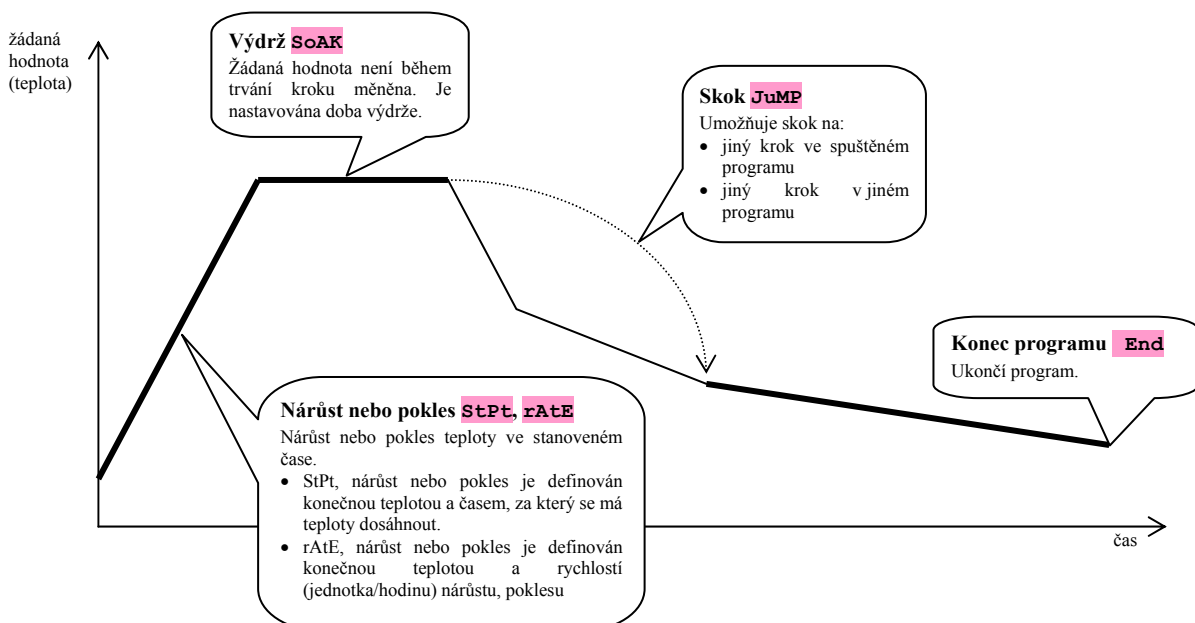 žádaná
hodnota
(teplota)
Výdrž SoAK
Žádaná hodnota není během
trvání kroku měněna. Je
nastavována doba výdrže.
Skok JuMP
Umožňuje skok na:
• jiný krok ve spuštěném
programu
• jiný krok v jiném
programu
Konec programu End
Ukončí program.
Nárůst nebo pokles StPt, rAtE
Nárůst nebo pokles teploty ve stanoveném
čase.
• StPt, nárůst nebo pokles je definován
konečnou teplotou a časem, za který se má
teploty dosáhnout.
• rAtE, nárůst nebo pokles je definován
konečnou teplotou a rychlostí
(jednotka/hodinu) nárůstu, poklesu
čas